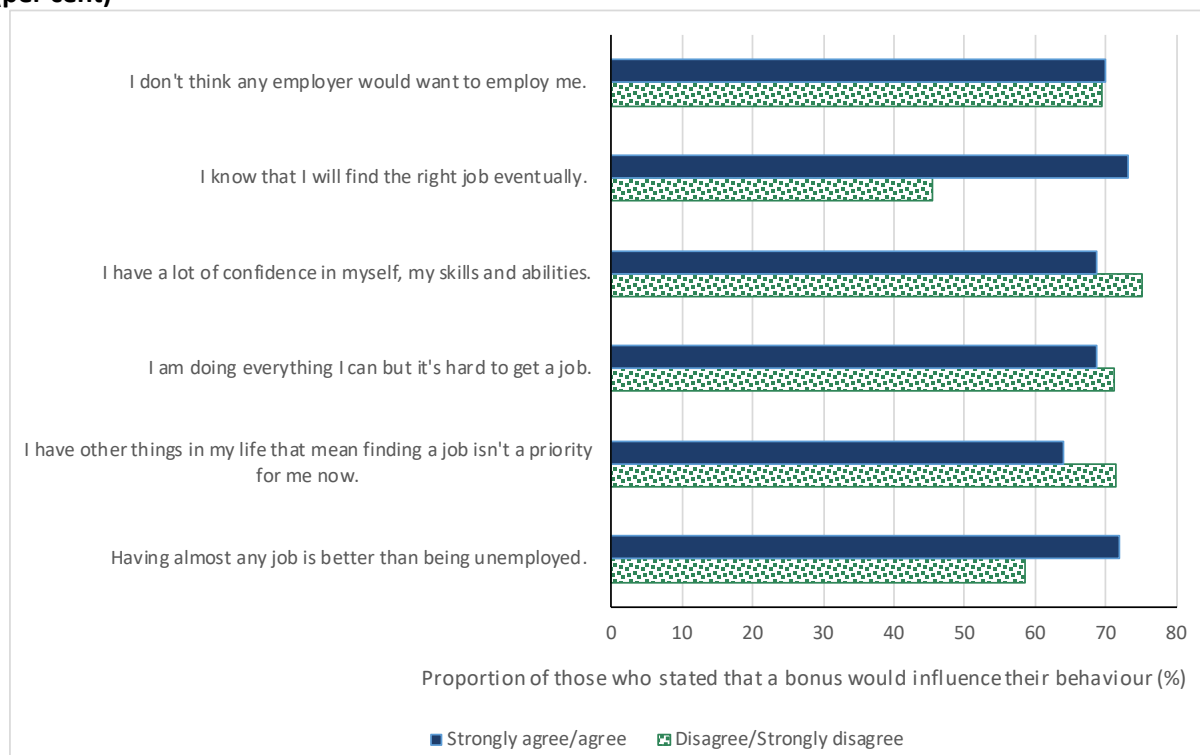 (per cent)
I don't think any employer would want to employ me.
I know that I will find the right job eventually.
I have a lot of confidence in myself, my skills and abilities.
I am doing everything I can but it's hard to get a job.
I have other things in my life that mean finding a job isn't a priority
for me now.
Having almost any job is better than being unemployed.
0 10 20 30 40 50 60 70 80
Proportion of those who stated that a bonus would influence their behaviour (%)
Strongly agree/agree Disagree/Strongly disagree